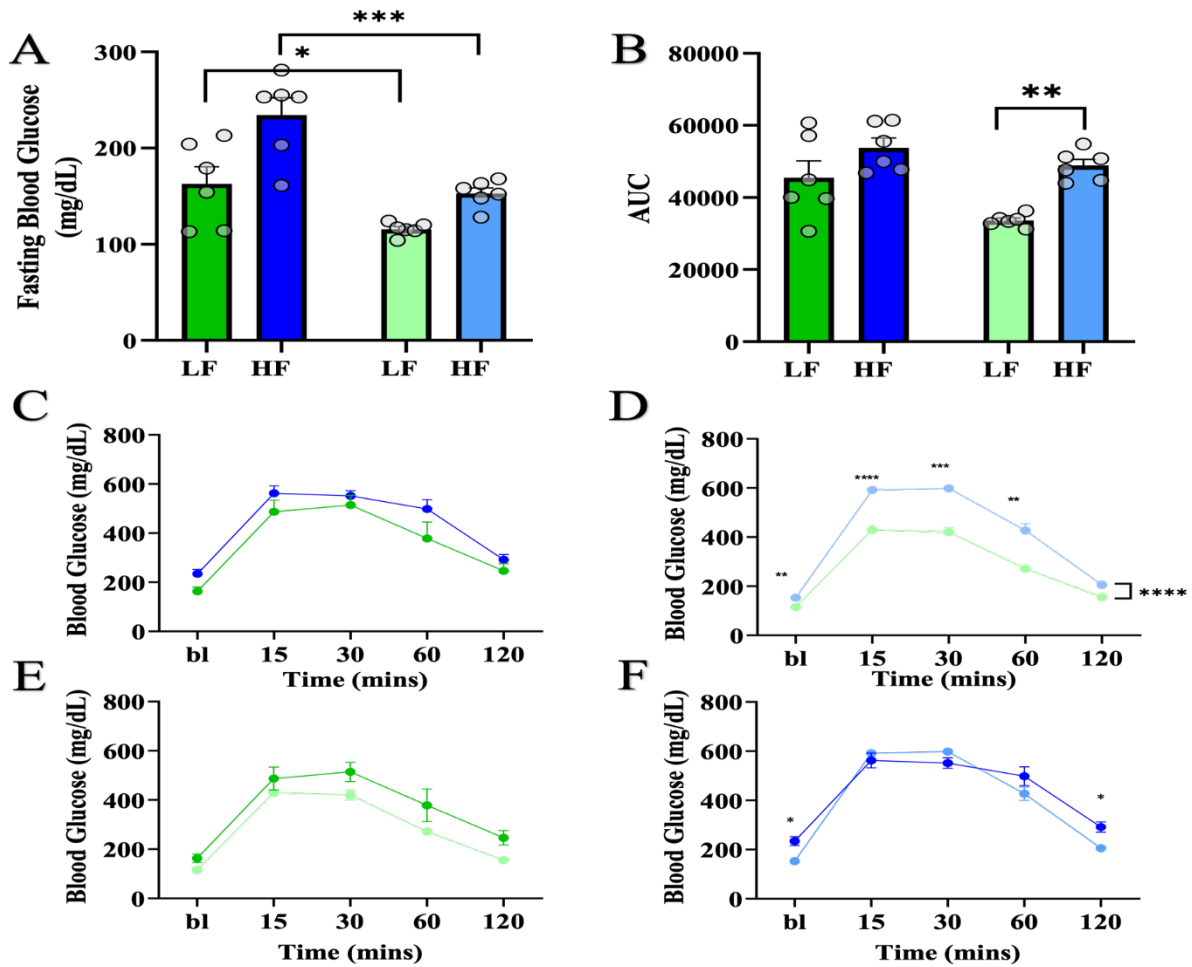 A
Fasting Blood Glucose
(mg/dL)
300
200
100
0
*
***
LF
HF
LF
HF
B
AUC
80000
60000
40000
20000
0
**
LF
HF
LF
HF
C
Blood Glucose (mg/dL)
800
600
400
200
0
bl
15
30
60
120
Time (mins)
D
Blood Glucose (mg/dL)
800
600
400
200
0
**
****
***
**
****
bl
15
30
60
120
Time (mins)
E
Blood Glucose (mg/dL)
800
600
400
200
0
bl
15
30
60
120
Time (mins)
F
Blood Glucose (mg/dL)
800
600
400
200
0
*
*
bl
15
30
60
120
Time (mins)